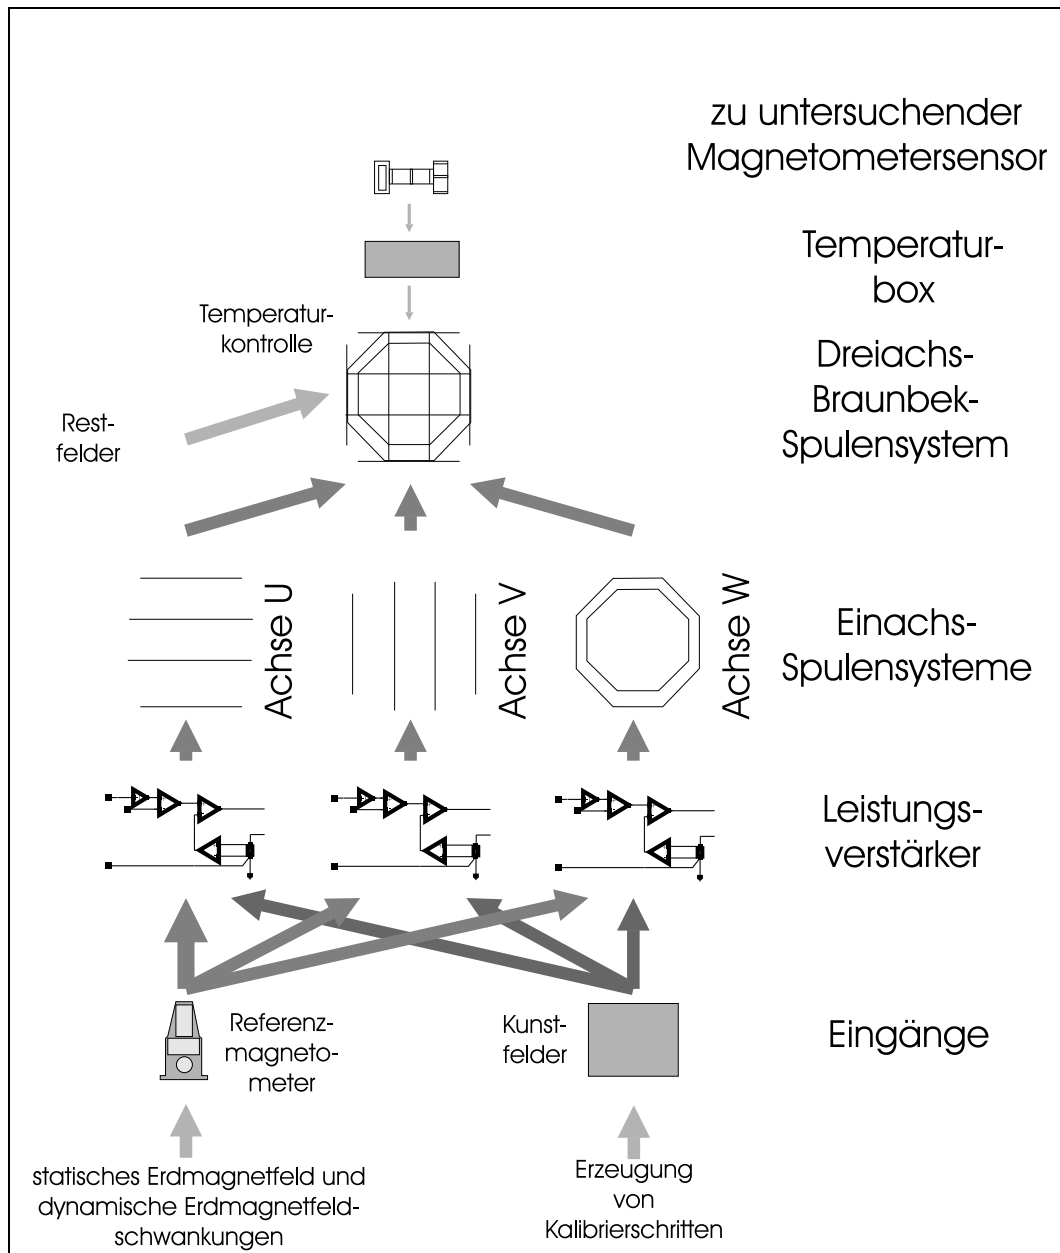 zu untersuchender
Magnetometersensor
Temperatur-
box
Temperatur-
kontrolle
Dreiachs-
Braunbek-
Spulensystem
Rest-
felder
Achse U
Achse V
Achse W
Einachs-
Spulensysteme
Leistungs-
verstärker
Referenz-
magneto-
meter
Kunst-
felder
Eingänge
statisches Erdmagnetfeld und
dynamische Erdmagnetfeld-
schwankungen
Erzeugung
von
Kalibrierschritten